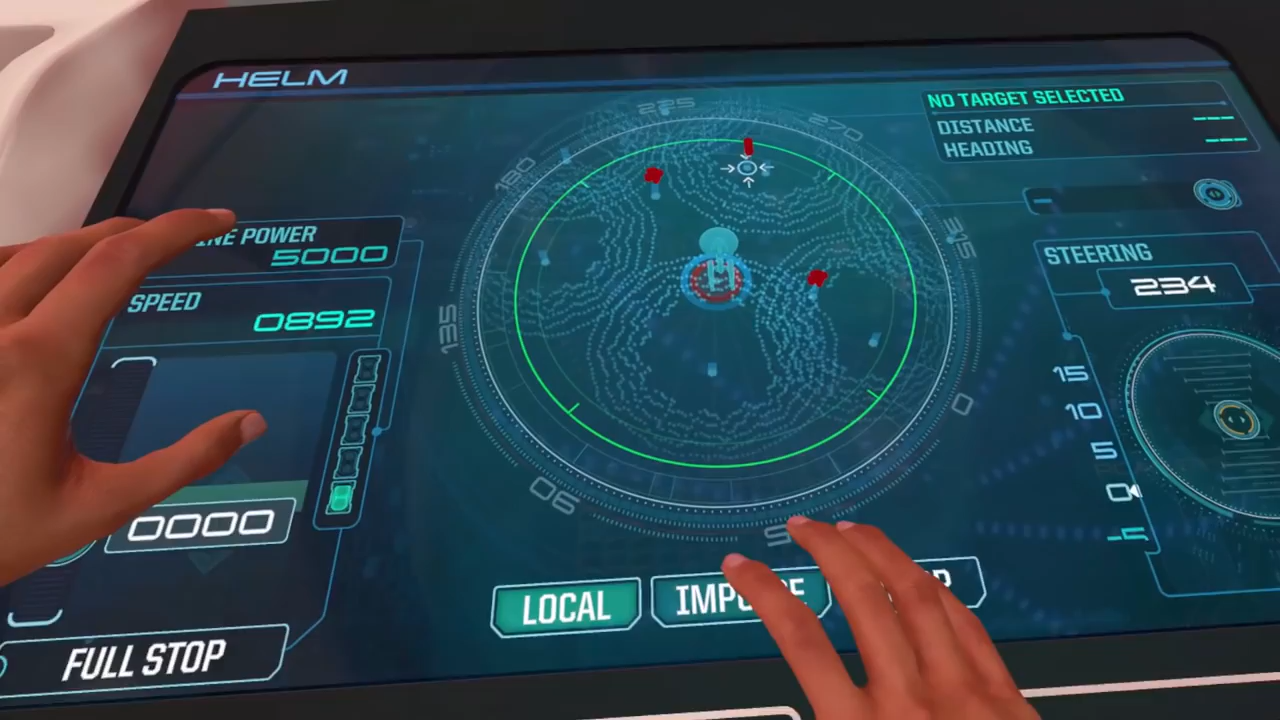 HELM
NO TARGET SELECTED
DISTANCE ---
HEADING ---
POWER
5000
SPEED
0892
0000
FULL STOP
225
270
180
315
135
0
90
LOCAL
STEERING
234
15
10
5
0
-5